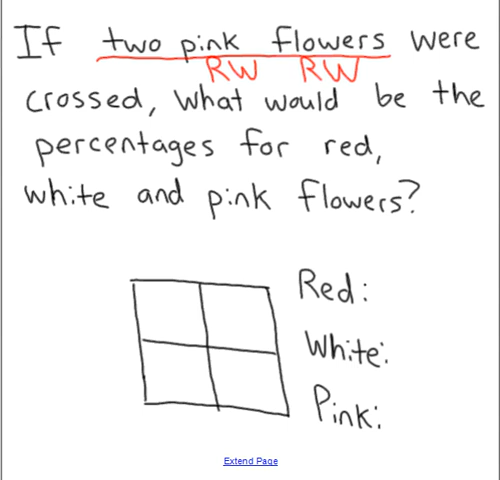 If two pink flowers were
RW RW
crossed, what would be the
percentages for red,
white and pink flowers?
Red:
White:
Pink:
Extend Page